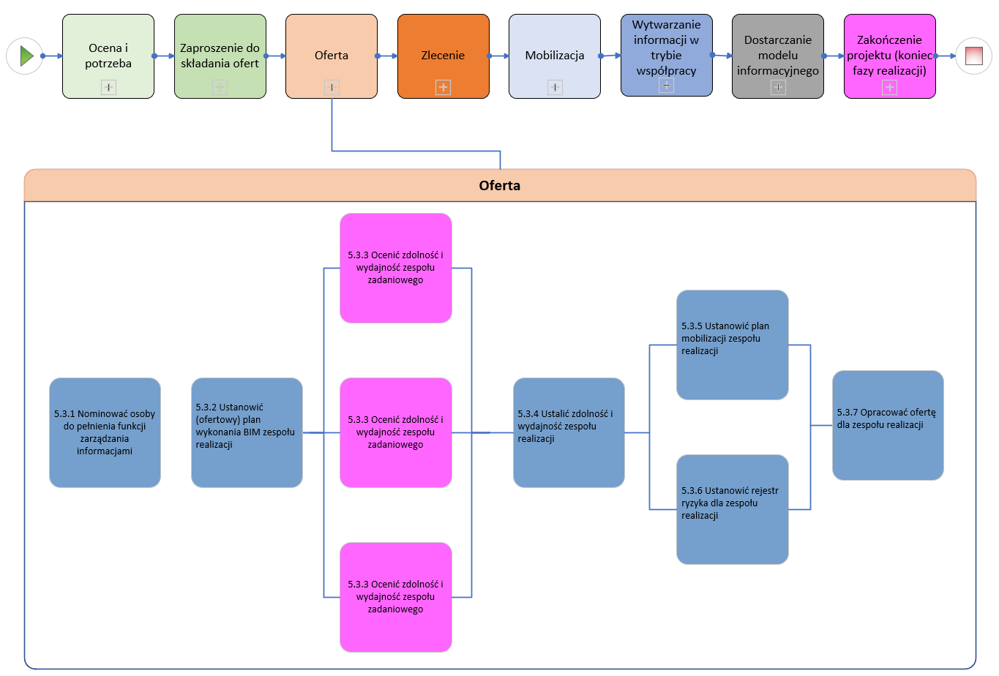 Ocena i
potrzeba
Zaproszenie do
składania ofert
Oferta
Zlecenie
Mobilizacja
Wytwarzanie
informacji w
trybie
współpracy
Dostarczanie
modelu
informacyjnego
Zakończenie
projektu (koniec
fazy realizacji)
Oferta
5.3.1 Nominować osoby
do pełnienia funkcji
zarządzania
informacjami
5.3.2 Ustanowić
(ofertowy) plan
wykonania BIM zespołu
realizacji
5.3.3 Ocenić zdolność i
wydajność zespołu
zadaniowego
5.3.3 Ocenić zdolność i
wydajność zespołu
zadaniowego
5.3.3 Ocenić zdolność i
wydajność zespołu
zadaniowego
5.3.4 Ustalić zdolność i
wydajność zespołu
realizacji
5.3.5 Ustanowić plan
mobilizacji zespołu
realizacji
5.3.6 Ustanowić rejestr
ryzyka dla zespołu
realizacji
5.3.7 Opracować ofertę
dla zespołu realizacji